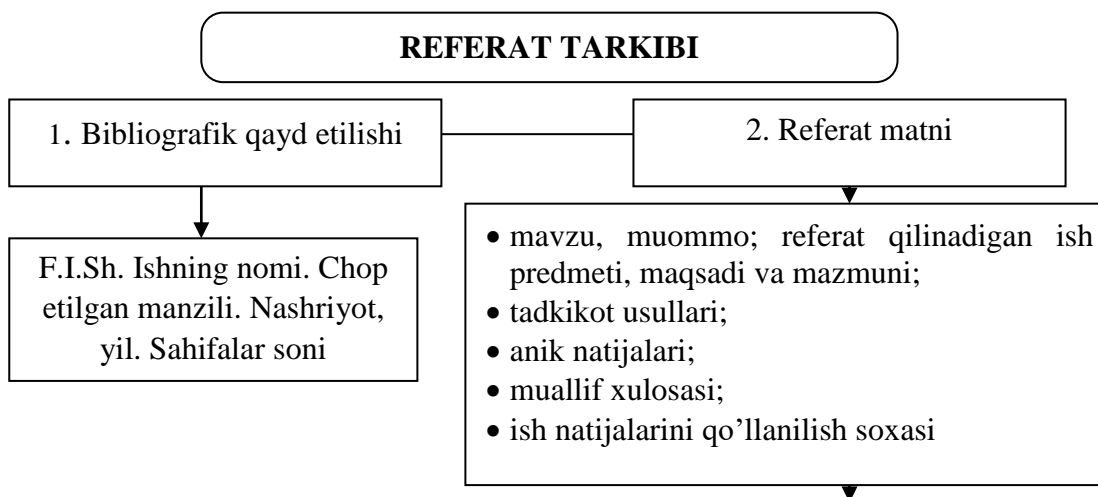 REFERAT TARKIBI
1. Bibliografik qayd etilishi
2. Referat matni
F.I.Sh. Ishning nomi. Chop
etilgan manzili. Nashriyot,
yil. Sahifalar soni
• mavzu, muommo; referat qilinadigan ish
predmeti, maqsadi va mazmuni;
• tadkikot usullari;
• anik natijalari;
• muallif xulosasi;
• ish natijalarini qo’llanilish soxasi